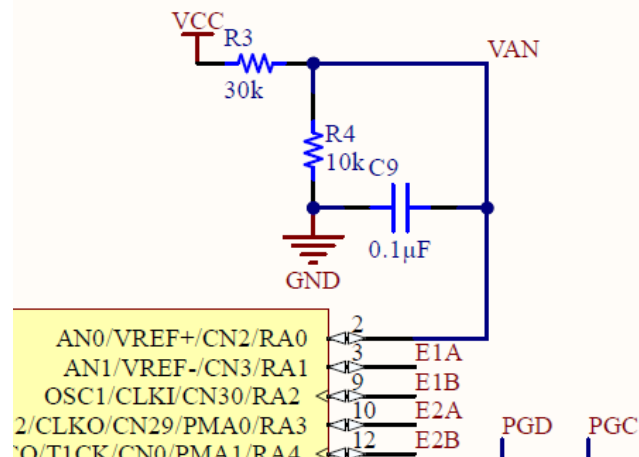 VCC
R3
VAN
30k
R4
10k
C9
0.1µF
GND
AN0/VREF+/CN2/RA0
2
AN1/VREF-/CN3/RA1
3
E1A
OSC1/CLKI/CN30/RA2
9
E1B
2/CLKO/CN29/PMA0/RA3
10
E2A
PGD
PGC
CO/T1CK/CN0/PMA1/RA4
12
E2B